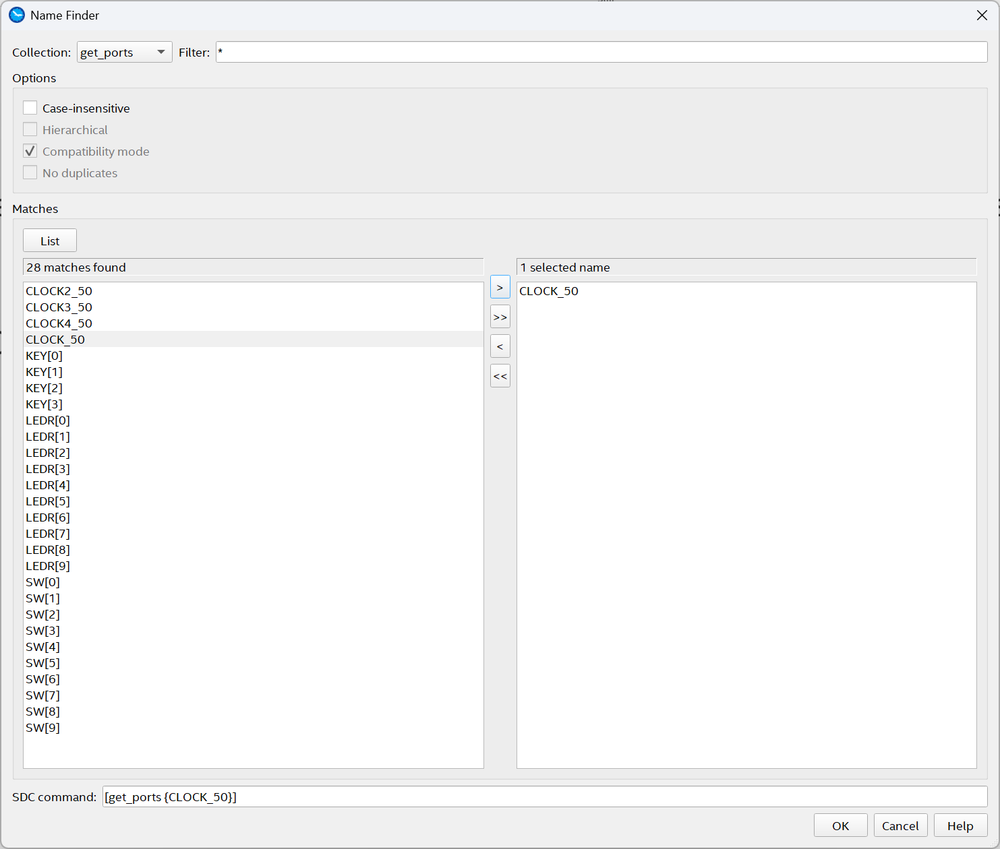 Name Finder
Collection: get_ports Filter: *
Options
Case-insensitive
Hierarchical
Compatibility mode
No duplicates
Matches
List
28 matches found
1 selected name
CLOCK2_50
CLOCK3_50
CLOCK4_50
CLOCK_50
KEY[0]
KEY[1]
KEY[2]
KEY[3]
LEDR[0]
LEDR[1]
LEDR[2]
LEDR[3]
LEDR[4]
LEDR[5]
LEDR[6]
LEDR[7]
LEDR[8]
LEDR[9]
SW[0]
SW[1]
SW[2]
SW[3]
SW[4]
SW[5]
SW[6]
SW[7]
SW[8]
SW[9]
>
>>
<
<<
CLOCK_50
SDC command: [get_ports {CLOCK_50}]
OK Cancel Help